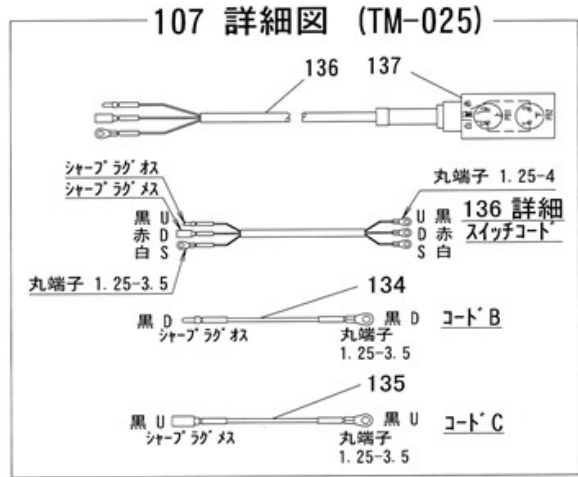 107 詳細図 (TM-025)
136
137
シャープラグオス
シャープラグメス
丸端子 1.25-4
黒 U
赤 D
白 S
U 黒
D 赤
S 白
136 詳細
スイッチコード
丸端子 1.25-3.5
134
黒 D
シャープラグオス
黒 D
丸端子
1.25-3.5
コードB
135
黒 U
シャープラグメス
黒 U
丸端子
1.25-3.5
コードC